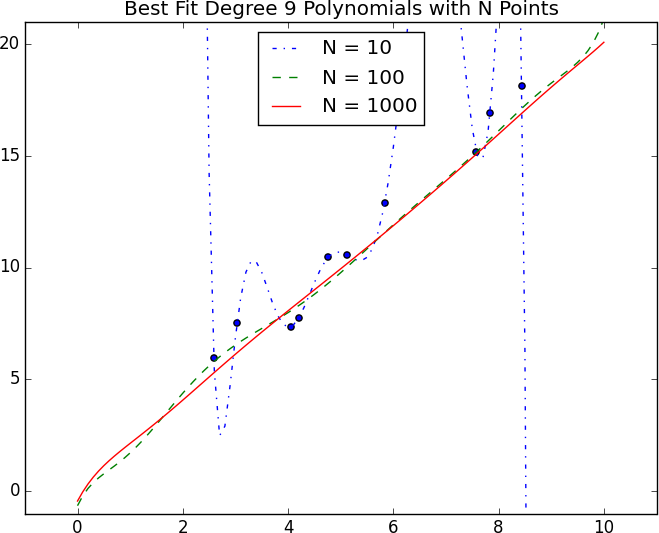 Best Fit Degree 9 Polynomials with N Points
N = 10
N = 100
N = 1000
20
15
10
5
0
0 2 4 6 8 10